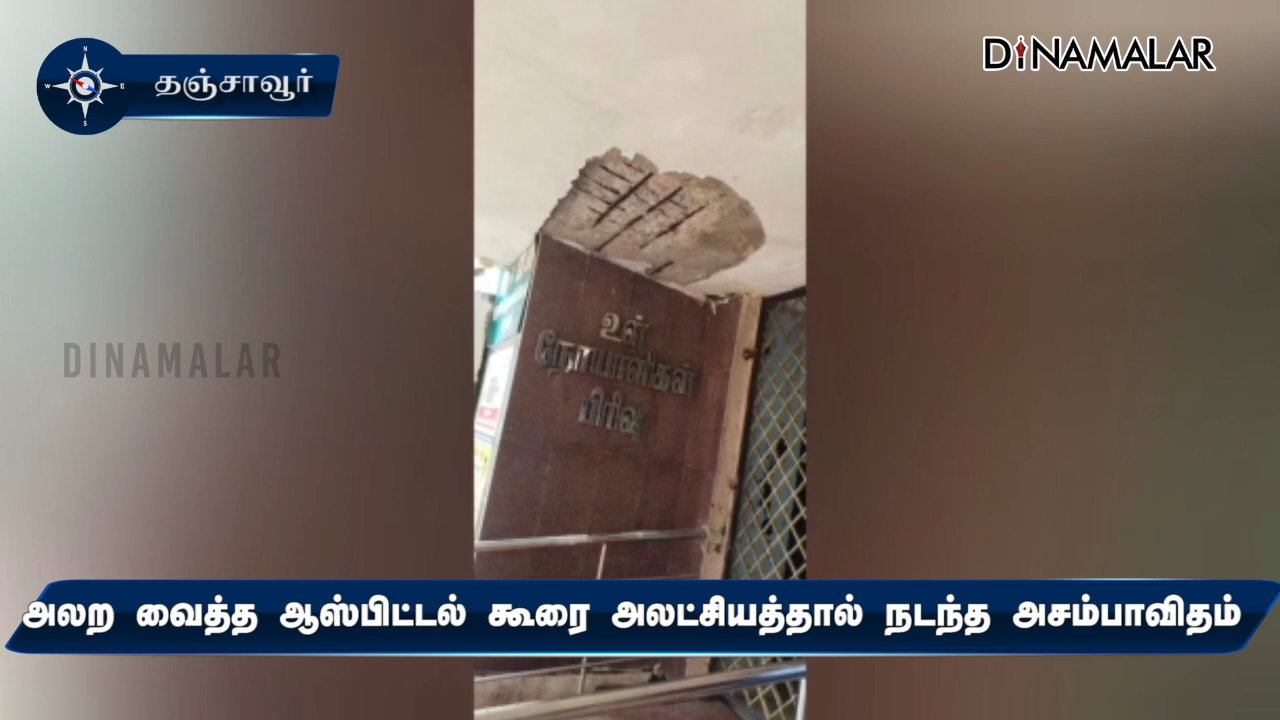 தஞ்சாவூர்
DINAMALAR
DINAMALAR
உள்
நோயாளிகள்
பிரிவு
அலற வைத்த ஆஸ்பிட்டல் கூரை அலட்சியத்தால் நடந்த அசம்பாவிதம்